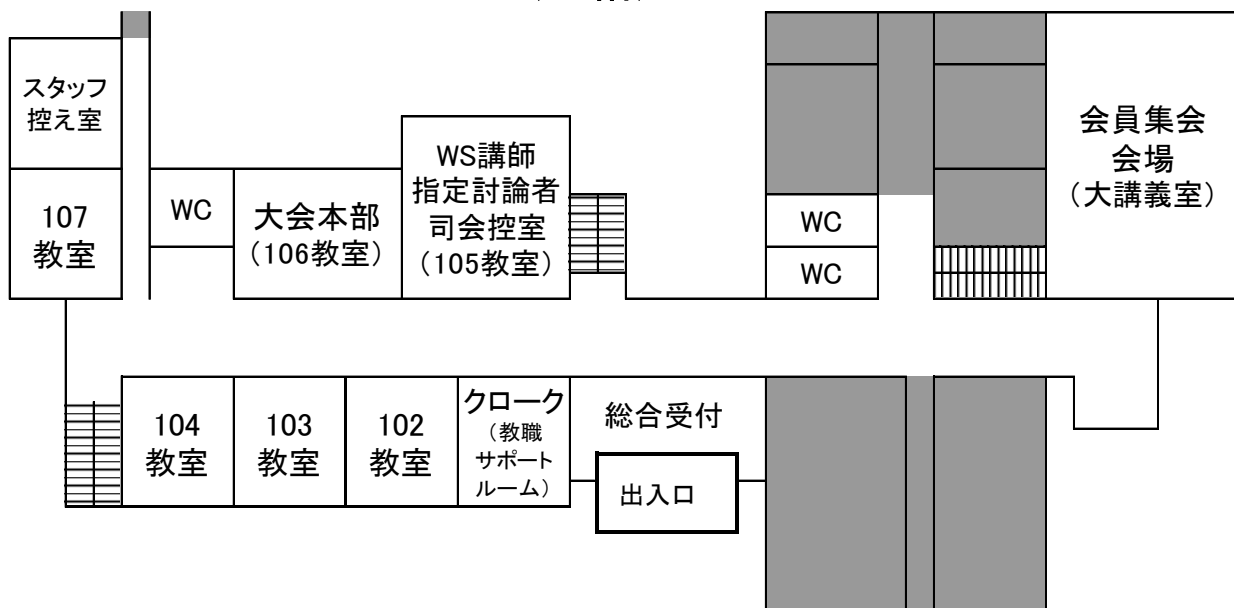 スタッフ
控え室
107
教室
WC
大会本部
（106教室）
WS講師
指定討論者
司会控室
（105教室）
WC
WC
会員集会
会場
（大講義室）
104
教室
103
教室
102
教室
クローク
（教職
サポート
ルーム）
総合受付
出入口